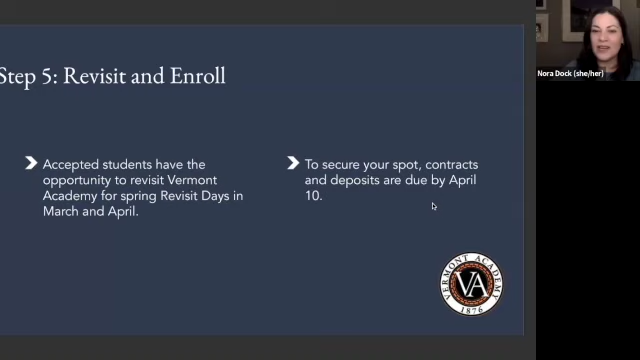 Step 5: Revisit and Enroll
Accepted students have the
opportunity to revisit Vermont
Academy for spring Revisit Days in
March and April.
To secure your spot, contracts
and deposits are due by April
10.
VERMONT ACADEMY
VA
1876
Nora Dock (she/her)